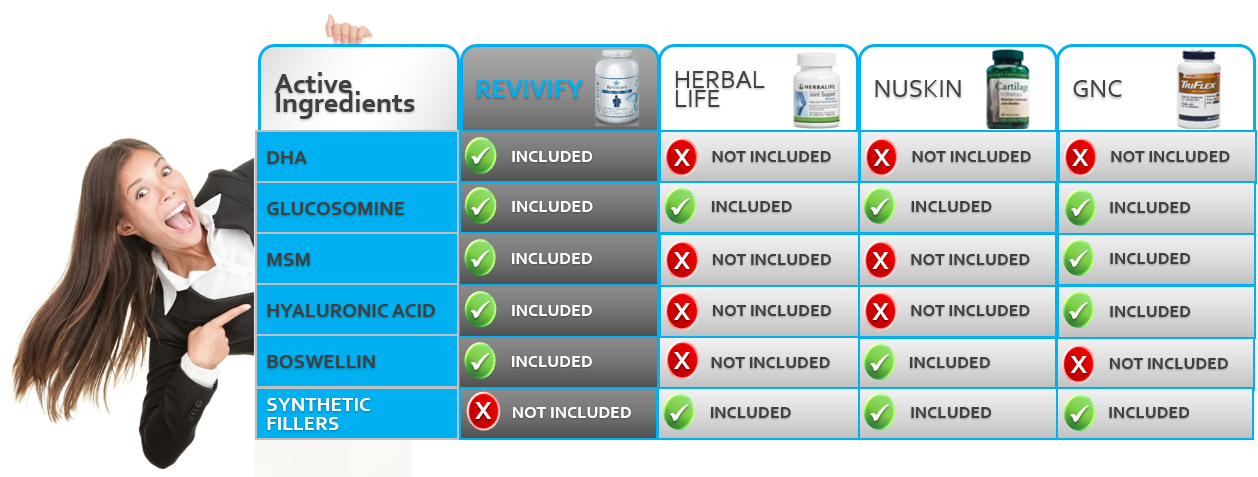 Active
Ingredients
REVIVIFY
Revivify
HERBAL
LIFE
HERBALIFE
Joint Support
NUSKIN
Cartilage
GNC
TRIFLEX
DHA
INCLUDED
NOT INCLUDED
NOT INCLUDED
NOT INCLUDED
GLUCOSOMINE
INCLUDED
INCLUDED
INCLUDED
INCLUDED
MSM
INCLUDED
NOT INCLUDED
NOT INCLUDED
INCLUDED
HYALURONIC ACID
INCLUDED
NOT INCLUDED
NOT INCLUDED
INCLUDED
BOSWELLIN
INCLUDED
NOT INCLUDED
INCLUDED
NOT INCLUDED
SYNTHETIC
FILLERS
NOT INCLUDED
INCLUDED
INCLUDED
INCLUDED